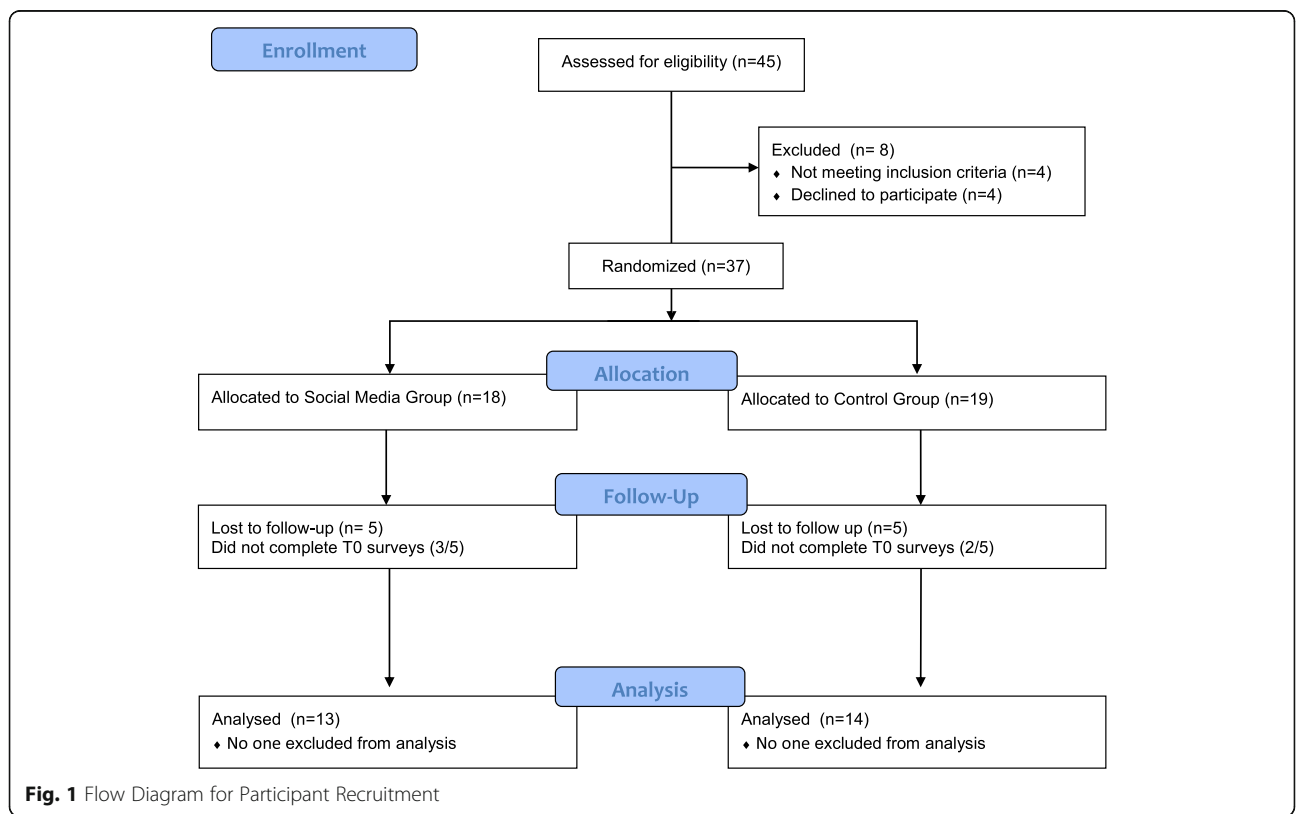 Enrollment
Assessed for eligibility (n=45)
Excluded (n= 8)
⬧ Not meeting inclusion criteria (n=4)
⬧ Declined to participate (n=4)
Randomized (n=37)
Allocation
Allocated to Social Media Group (n=18)
Allocated to Control Group (n=19)
Follow-Up
Lost to follow-up (n= 5)
Did not complete T0 surveys (3/5)
Lost to follow up (n=5)
Did not complete T0 surveys (2/5)
Analysis
Analysed (n=13)
⬧ No one excluded from analysis
Analysed (n=14)
⬧ No one excluded from analysis
Fig. 1 Flow Diagram for Participant Recruitment